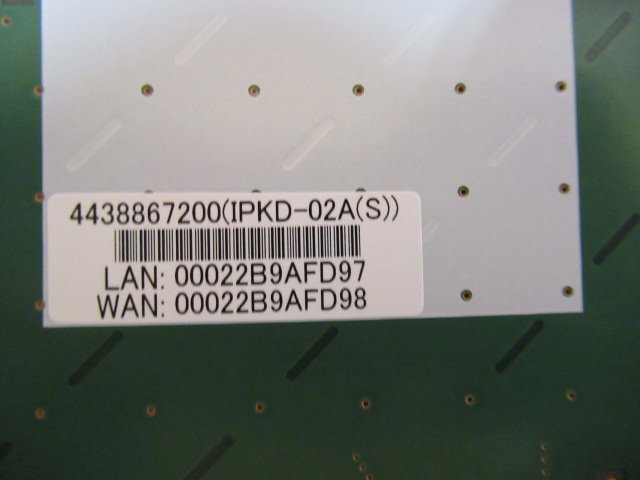 4438867200(IPKD-02A(S))
LAN: 00022B9AFD97
WAN: 00022B9AFD98